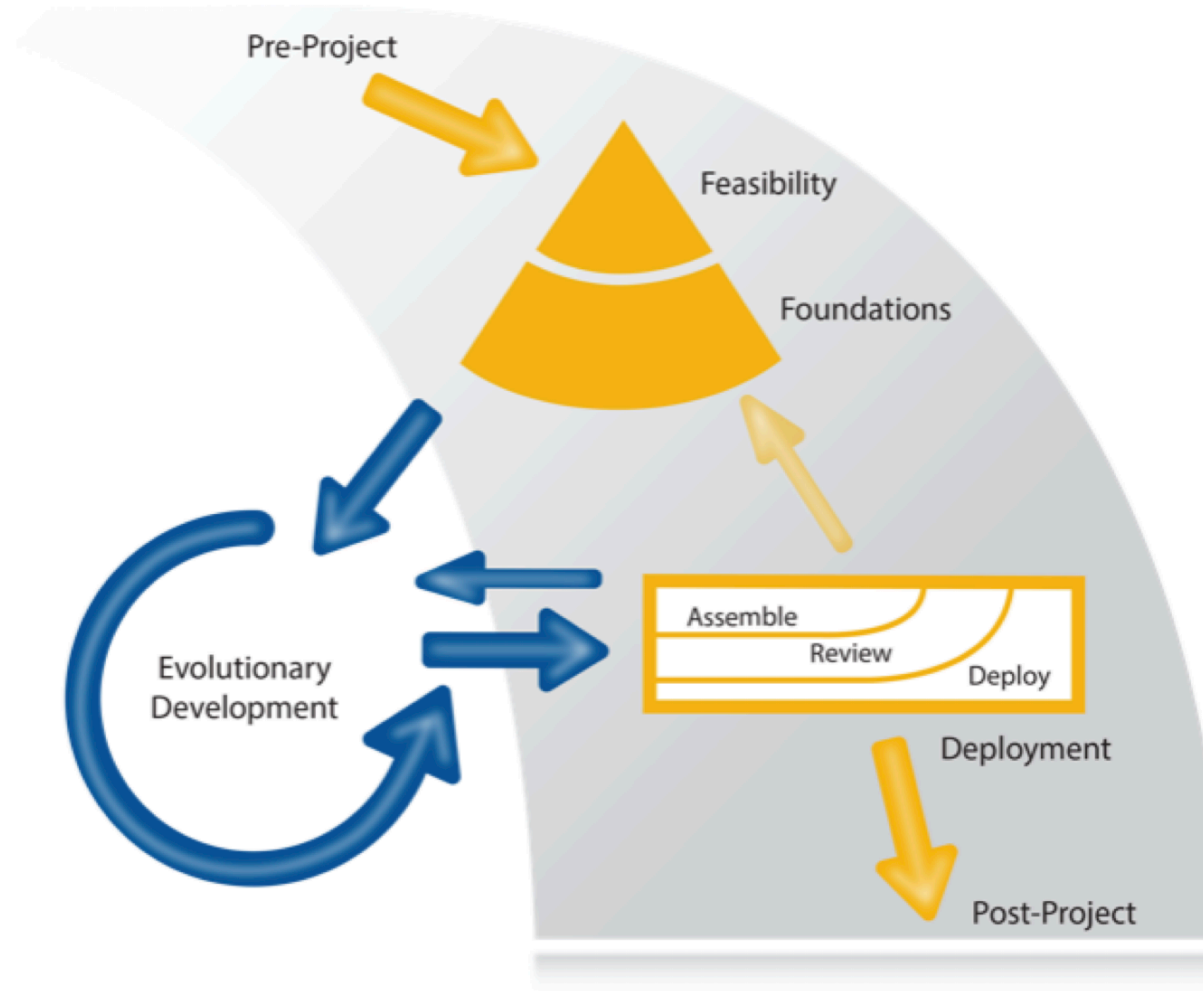 Pre-Project
Feasibility
Foundations
Evolutionary
Development
Assemble
Review
Deploy
Deployment
Post-Project